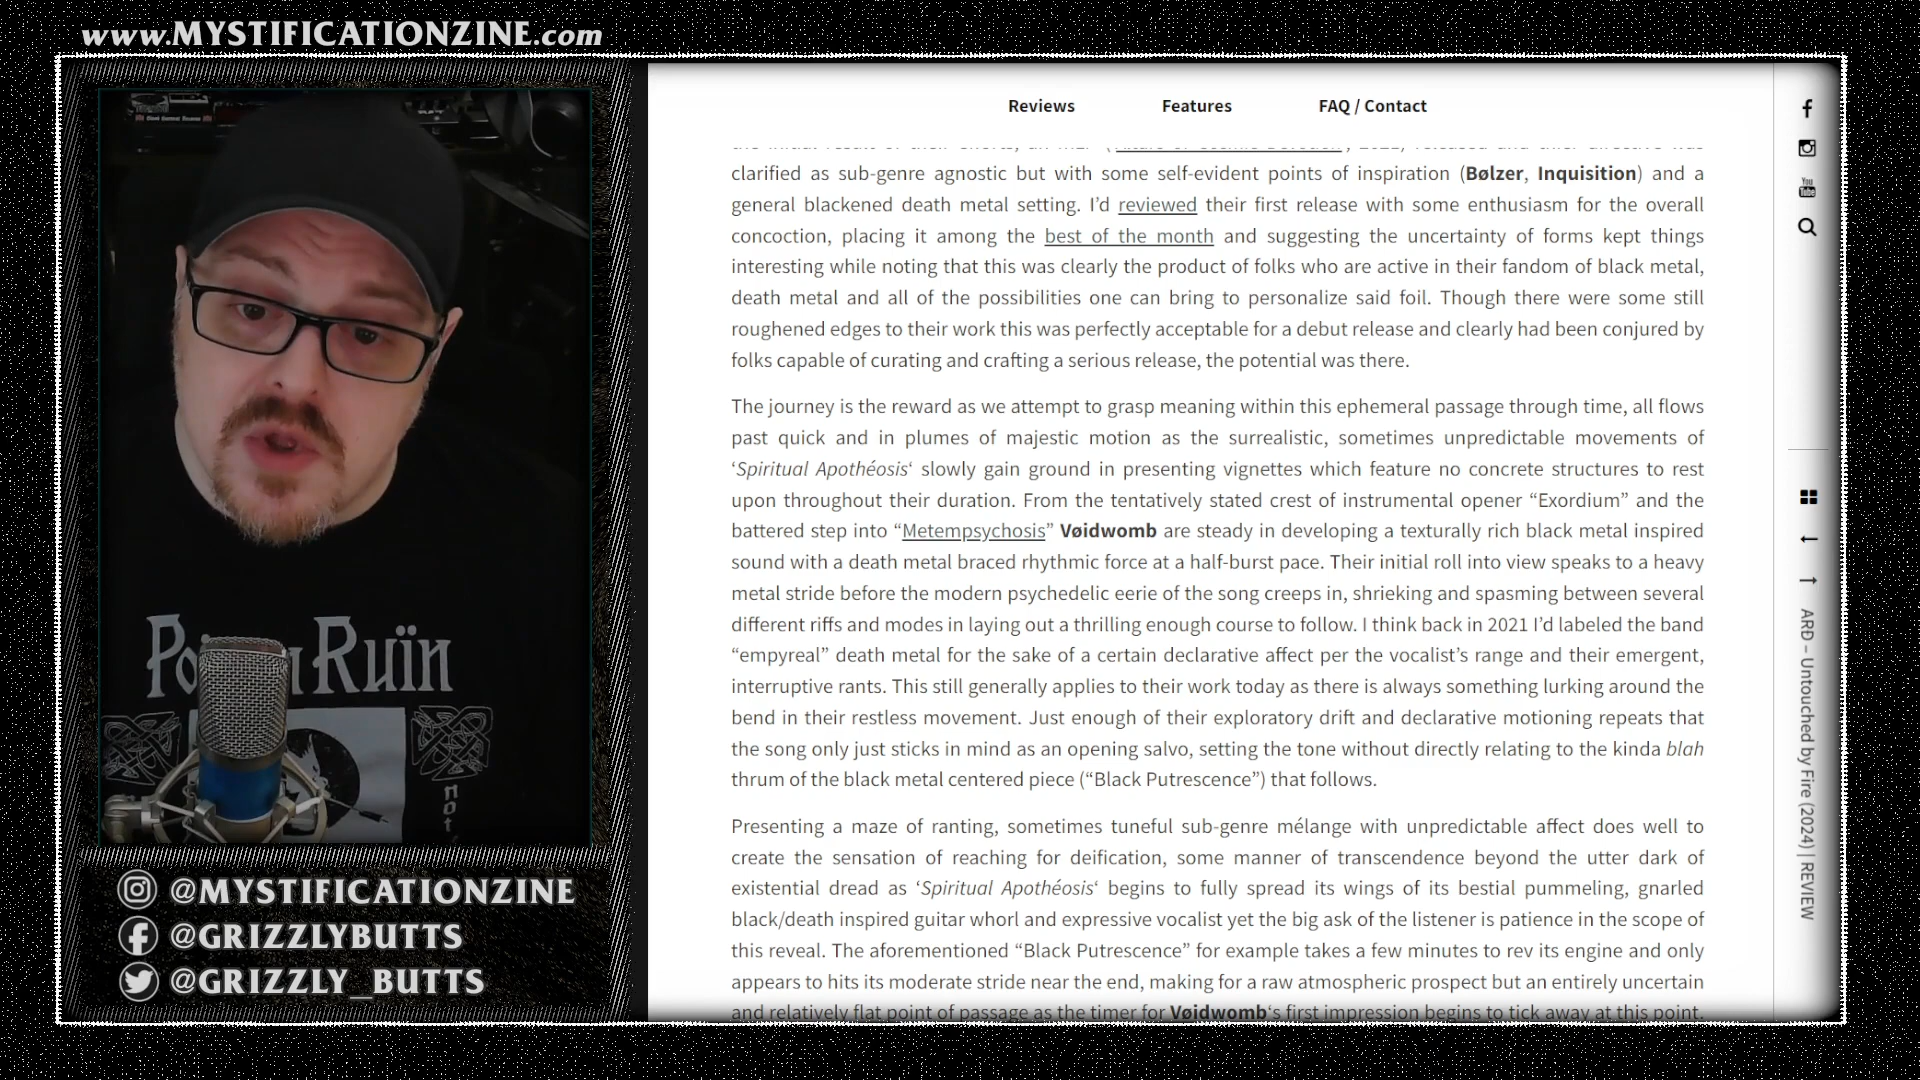 www.MYSTIFICATIONZINE.com
Reviews
Features
FAQ / Contact
clarified as sub-genre agnostic but with some self-evident points of inspiration (Bølzer, Inquisition) and a
general blackened death metal setting. I’d reviewed their first release with some enthusiasm for the overall
concoction, placing it among the best of the month and suggesting the uncertainty of forms kept things
interesting while noting that this was clearly the product of folks who are active in their fandom of black metal,
death metal and all of the possibilities one can bring to personalize said foil. Though there were some still
roughened edges to their work this was perfectly acceptable for a debut release and clearly had been conjured by
folks capable of curating and crafting a serious release, the potential was there.
The journey is the reward as we attempt to grasp meaning within this ephemeral passage through time, all flows
past quick and in plumes of majestic motion as the surrealistic, sometimes unpredictable movements of
‘Spiritual Apothéosis‘ slowly gain ground in presenting vignettes which feature no concrete structures to rest
upon throughout their duration. From the tentatively stated crest of instrumental opener “Exordium” and the
battered step into “Metempsychosis” Vøidwomb are steady in developing a texturally rich black metal inspired
sound with a death metal braced rhythmic force at a half-burst pace. Their initial roll into view speaks to a heavy
metal stride before the modern psychedelic eerie of the song creeps in, shrieking and spasming between several
different riffs and modes in laying out a thrilling enough course to follow. I think back in 2021 I’d labeled the band
“empyreal” death metal for the sake of a certain declarative affect per the vocalist’s range and their emergent,
interruptive rants. This still generally applies to their work today as there is always something lurking around the
bend in their restless movement. Just enough of their exploratory drift and declarative motioning repeats that
the song only just sticks in mind as an opening salvo, setting the tone without directly relating to the kinda blah
thrum of the black metal centered piece (“Black Putrescence”) that follows.
Presenting a maze of ranting, sometimes tuneful sub-genre mélange with unpredictable affect does well to
create the sensation of reaching for deification, some manner of transcendence beyond the utter dark of
existential dread as ‘Spiritual Apothéosis‘ begins to fully spread its wings of its bestial pummeling, gnarled
black/death inspired guitar whorl and expressive vocalist yet the big ask of the listener is patience in the scope of
this reveal. The aforementioned “Black Putrescence” for example takes a few minutes to rev its engine and only
appears to hits its moderate stride near the end, making for a raw atmospheric prospect but an entirely uncertain
and relatively flat point of passage as the timer for Vøidwomb‘s first impression begins to tick away at this point.
You
Tube
ARÐ – Untouched by Fire (2024) | REVIEW
Ruïn
not
@MYSTIFICATIONZINE
@GRIZZLYBUTTS
@GRIZZLY_BUTTS